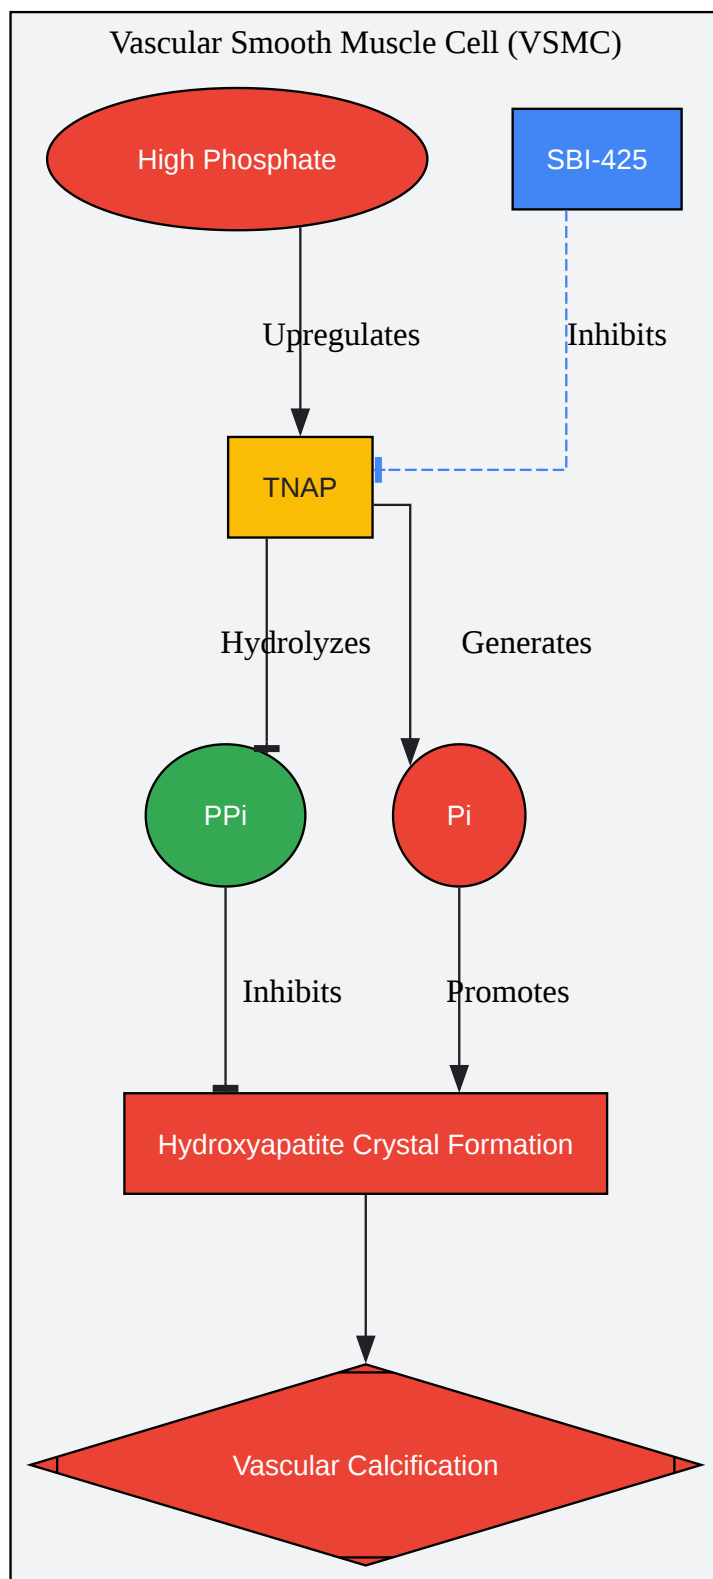 Vascular Smooth Muscle Cell (VSMC)
High Phosphate
SBI-425
Upregulates
Inhibits
TNAP
Hydrolyzes
Generates
PPi
Pi
Inhibits
Promotes
Hydroxyapatite Crystal Formation
Vascular Calcification